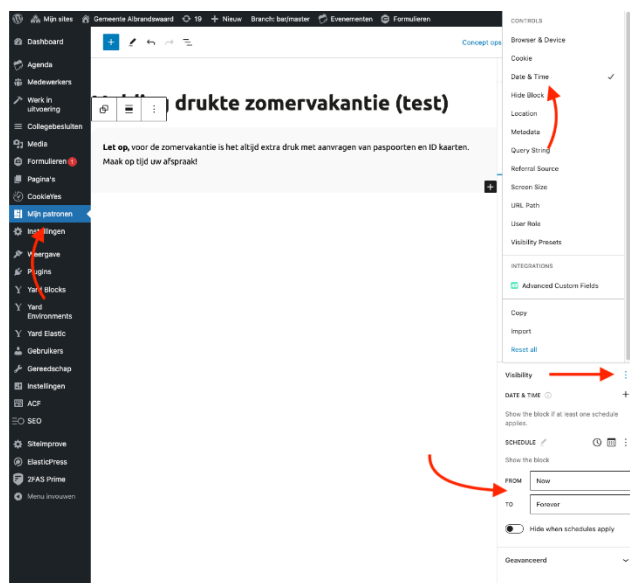 Mijn sites
Gemeente Albrandswaard
19
+ Nieuw
Branch: bar/master
Evenementen
Formulieren
Dashboard
Agenda
Medewerkers
Werk in
uitvoering
Collegebesluiten
Media
Formulieren 1
Pagina's
CookieYes
Mijn patronen
Instellingen
Weergave
Plugins
Yard Blocks
Yard
Environments
Yard Elastic
Gebruikers
Gereedschap
Instellingen
ACF
SEO
Siteimprove
ElasticPress
2FAS Prime
Menu invouwen
Concept ops
drukte zomervakantie (test)
Let op, voor de zomervakantie is het altijd extra druk met aanvragen van paspoorten en ID kaarten.
Maak op tijd uw afspraak!
CONTROLS
Browser & Device
Cookie
Date & Time
Hide Block
Location
Metadata
Query String
Referral Source
Screen Size
URL Path
User Role
Visibility Presets
INTEGRATIONS
Advanced Custom Fields
Copy
Import
Reset all
Visibility
DATE & TIME
Show the block if at least one schedule
applies.
SCHEDULE
Show the block
FROM
Now
TO
Forever
Hide when schedules apply
Geavanceerd